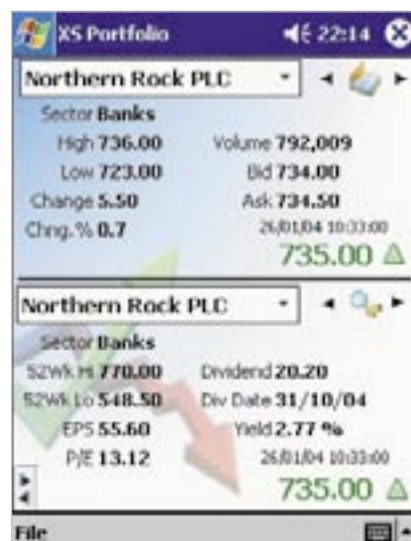 XS Portfolio 22:14
Northern Rock PLC
Sector Banks
High 736.00 Volume 792,009
Low 723.00 Bid 734.00
Change 5.50 Ask 734.50
Chng.% 0.7 26/01/04 10:33:00
735.00
Northern Rock PLC
Sector Banks
52Wk Hi 770.00 Dividend 20.20
52Wk Lo 548.50 Div Date 31/10/04
EPS 55.60 Yield 2.77 %
P/E 13.12 26/01/04 10:33:00
735.00
File